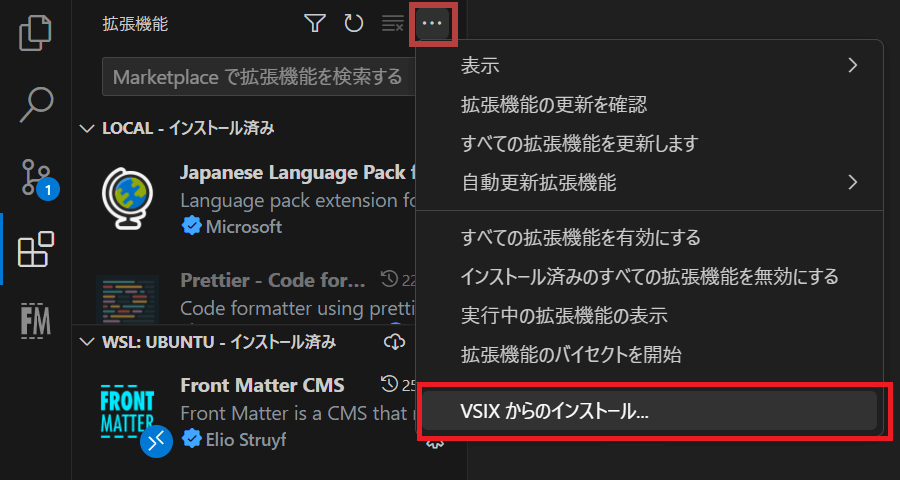 拡張機能
Marketplace で拡張機能を検索する
LOCAL - インストール済み
Japanese Language Pack f
Language pack extension fo
Microsoft
Prettier - Code for...
22
Code formatter using pretti
WSL: UBUNTU - インストール済み
FRONT
MATTER
Front Matter CMS
25
Front Matter is a CMS that
Elio Struyf
1
FM
表示
拡張機能の更新を確認
すべての拡張機能を更新します
自動更新拡張機能
すべての拡張機能を有効にする
インストール済みのすべての拡張機能を無効にする
実行中の拡張機能の表示
拡張機能のバイセクトを開始
VSIX からのインストール...